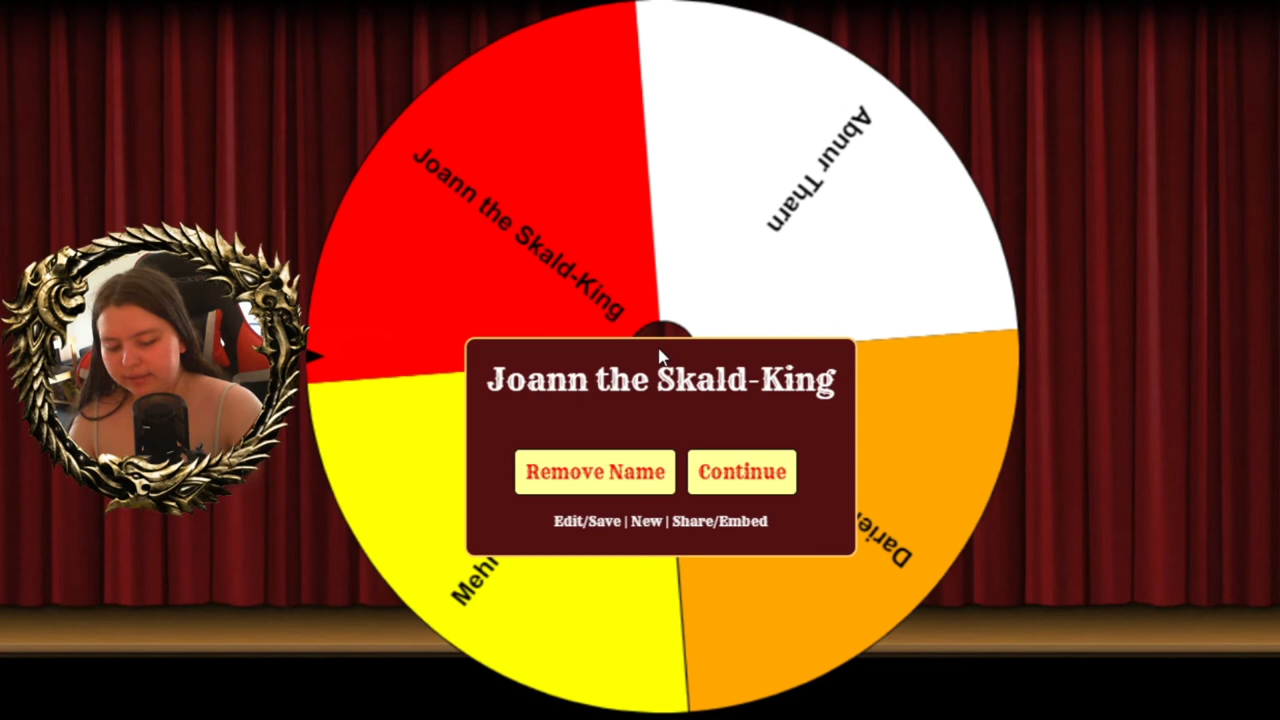 Joann the Skald-King
Abnur Tharn
Joann the Skald-King
Remove Name
Continue
Edit/Save | New | Share/Embed